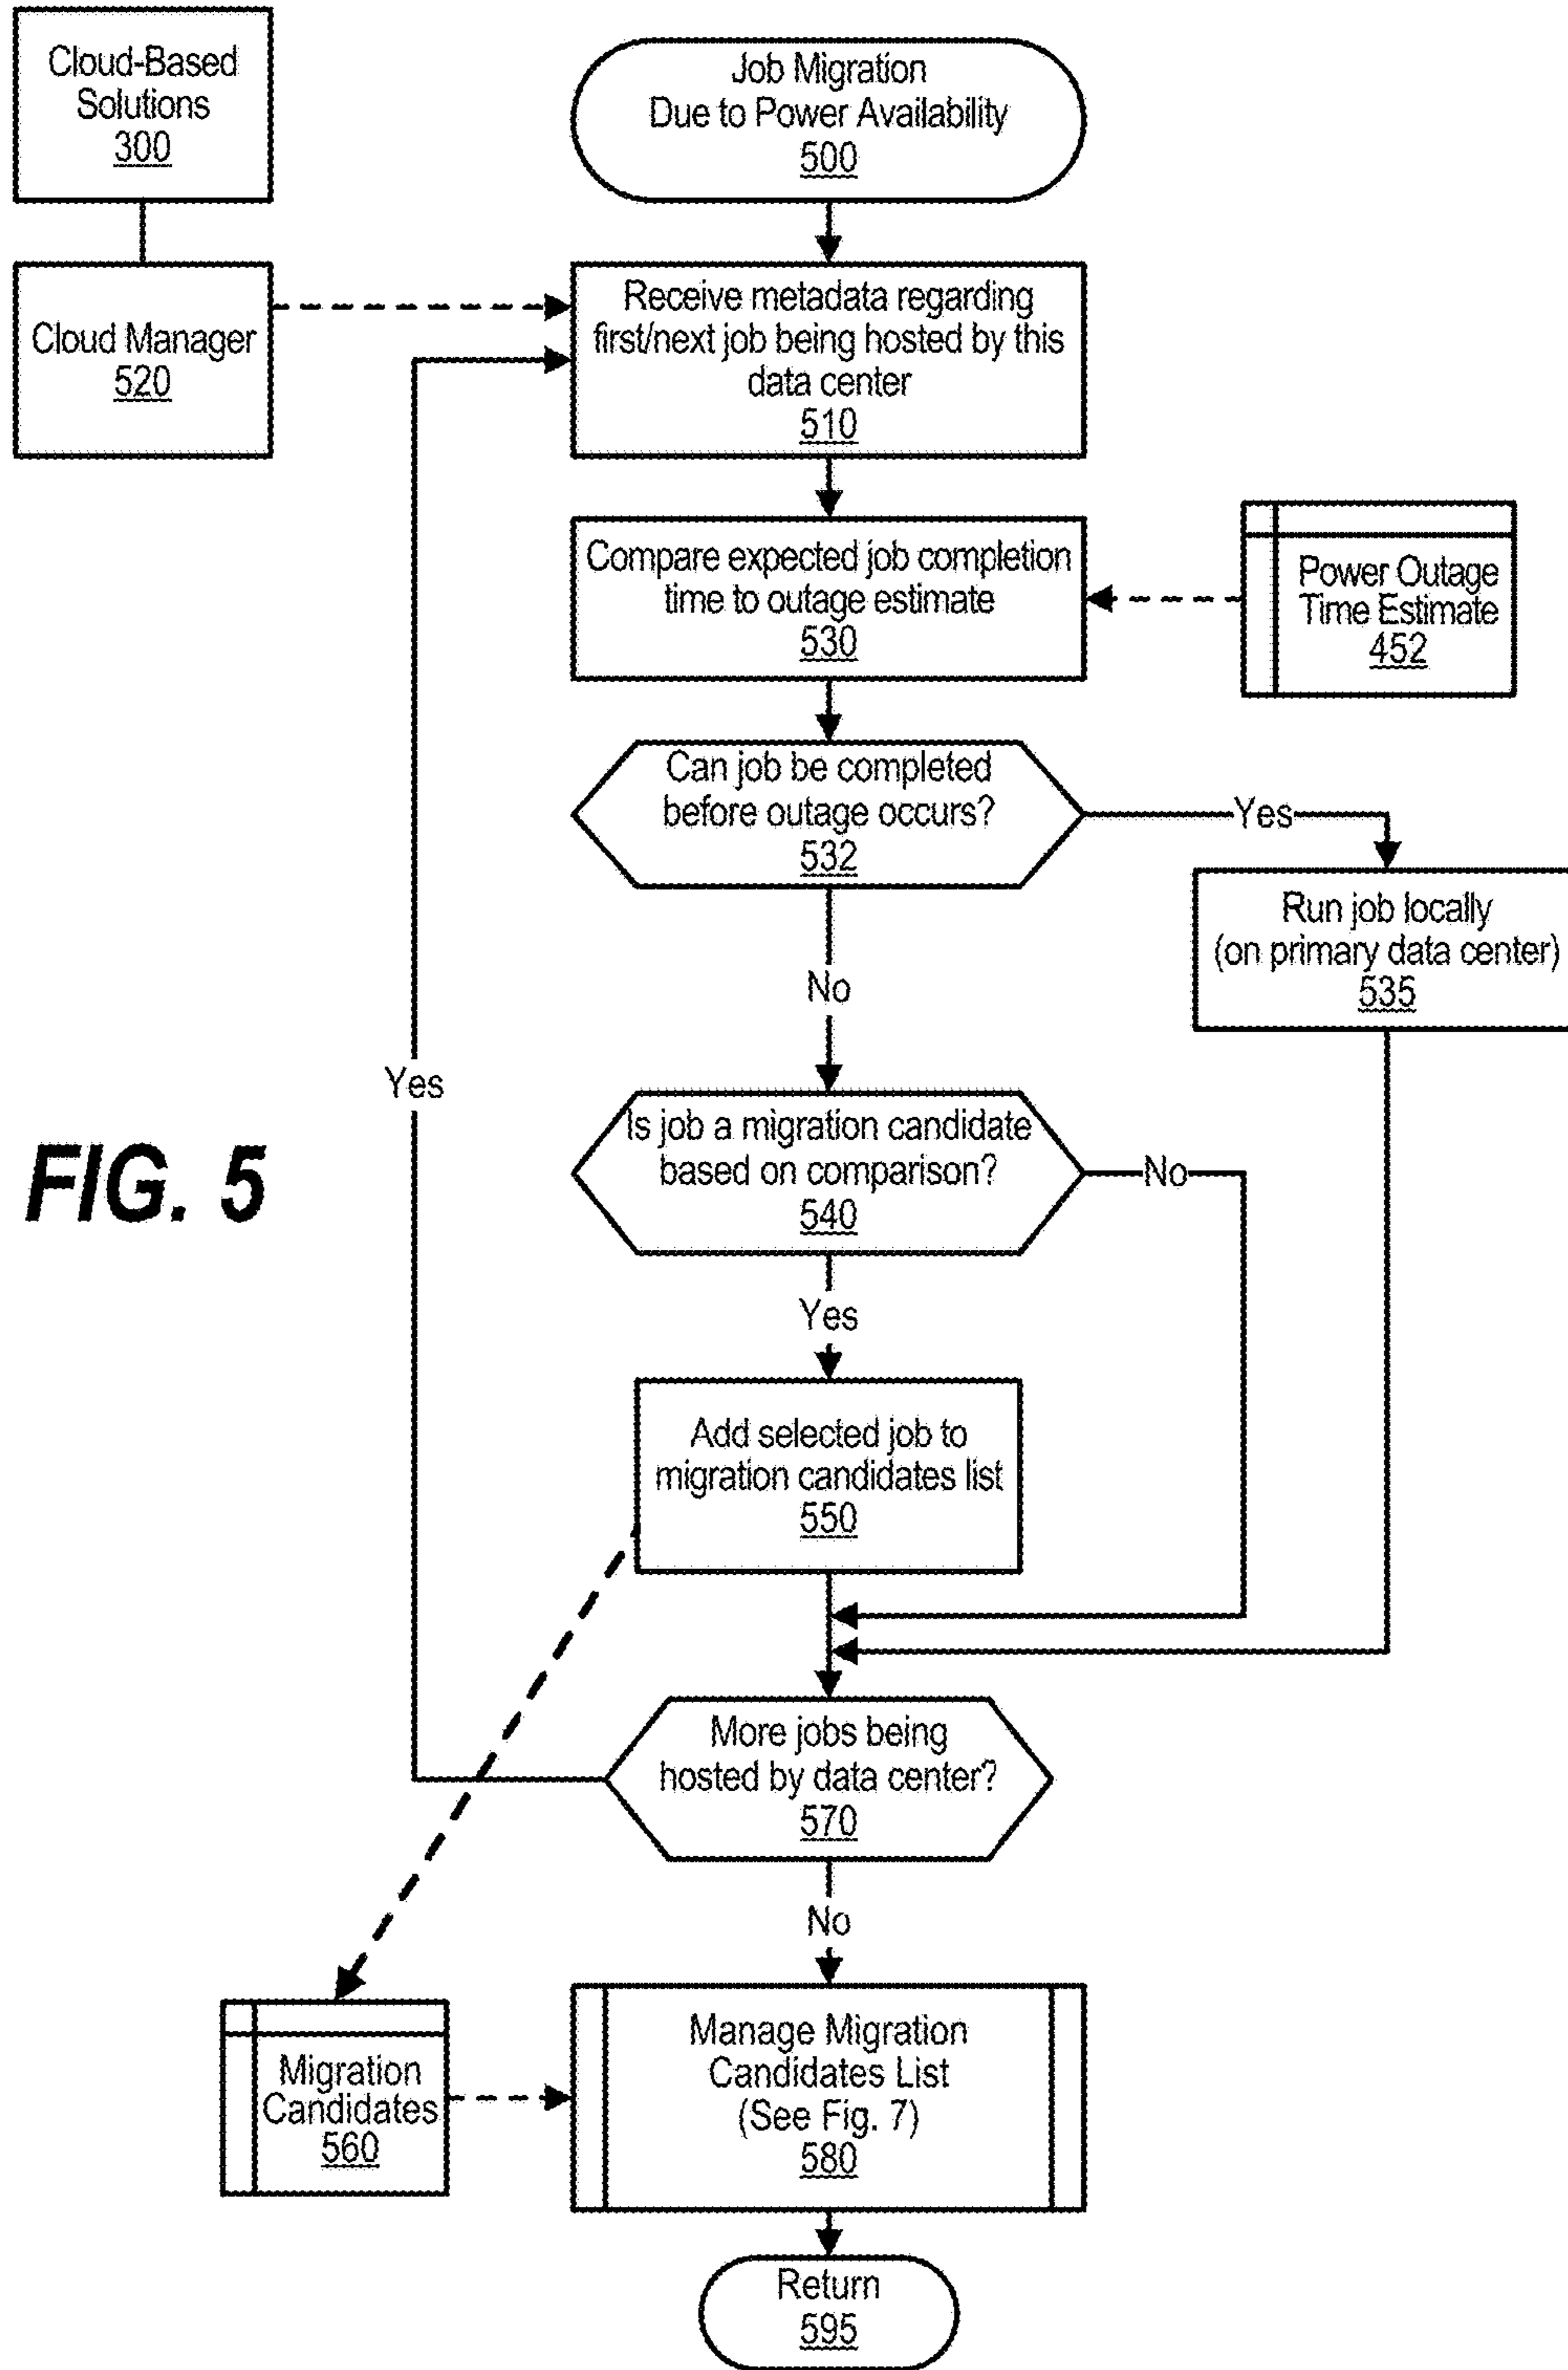 Cloud-Based
Solutions
300
Job Migration
Due to Power Availability
500
Cloud Manager
520
Receive metadata regarding
first/next job being hosted by this
data center
510
Compare expected job completion
time to outage estimate
530
Power Outage
Time Estimate
452
Can job be completed
before outage occurs?
532
Yes
Run job locally
(on primary data center)
535
No
Yes
FIG. 5
Is job a migration candidate
based on comparison?
540
No
Yes
Add selected job to
migration candidates list
550
More jobs being
hosted by data center?
570
No
Migration
Candidates
560
Manage Migration
Candidates List
(See Fig. 7)
580
Return
595